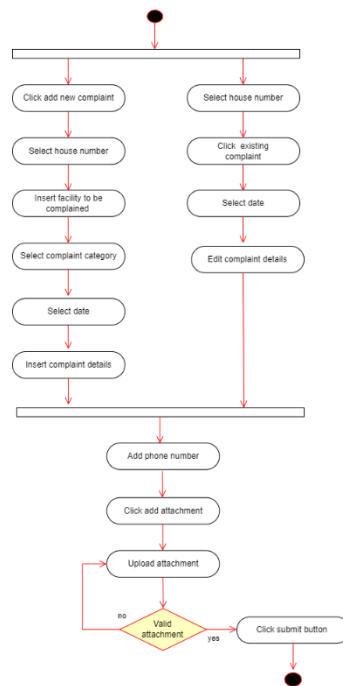 Click add new complaint
Select house number
Select house number
Click existing
complaint
Insert facility to be
complained
Select date
Select complaint category
Edit complaint details
Select date
Insert complaint details
Add phone number
Click add attachment
Upload attachment
no
Valid
attachment
yes
Click submit button